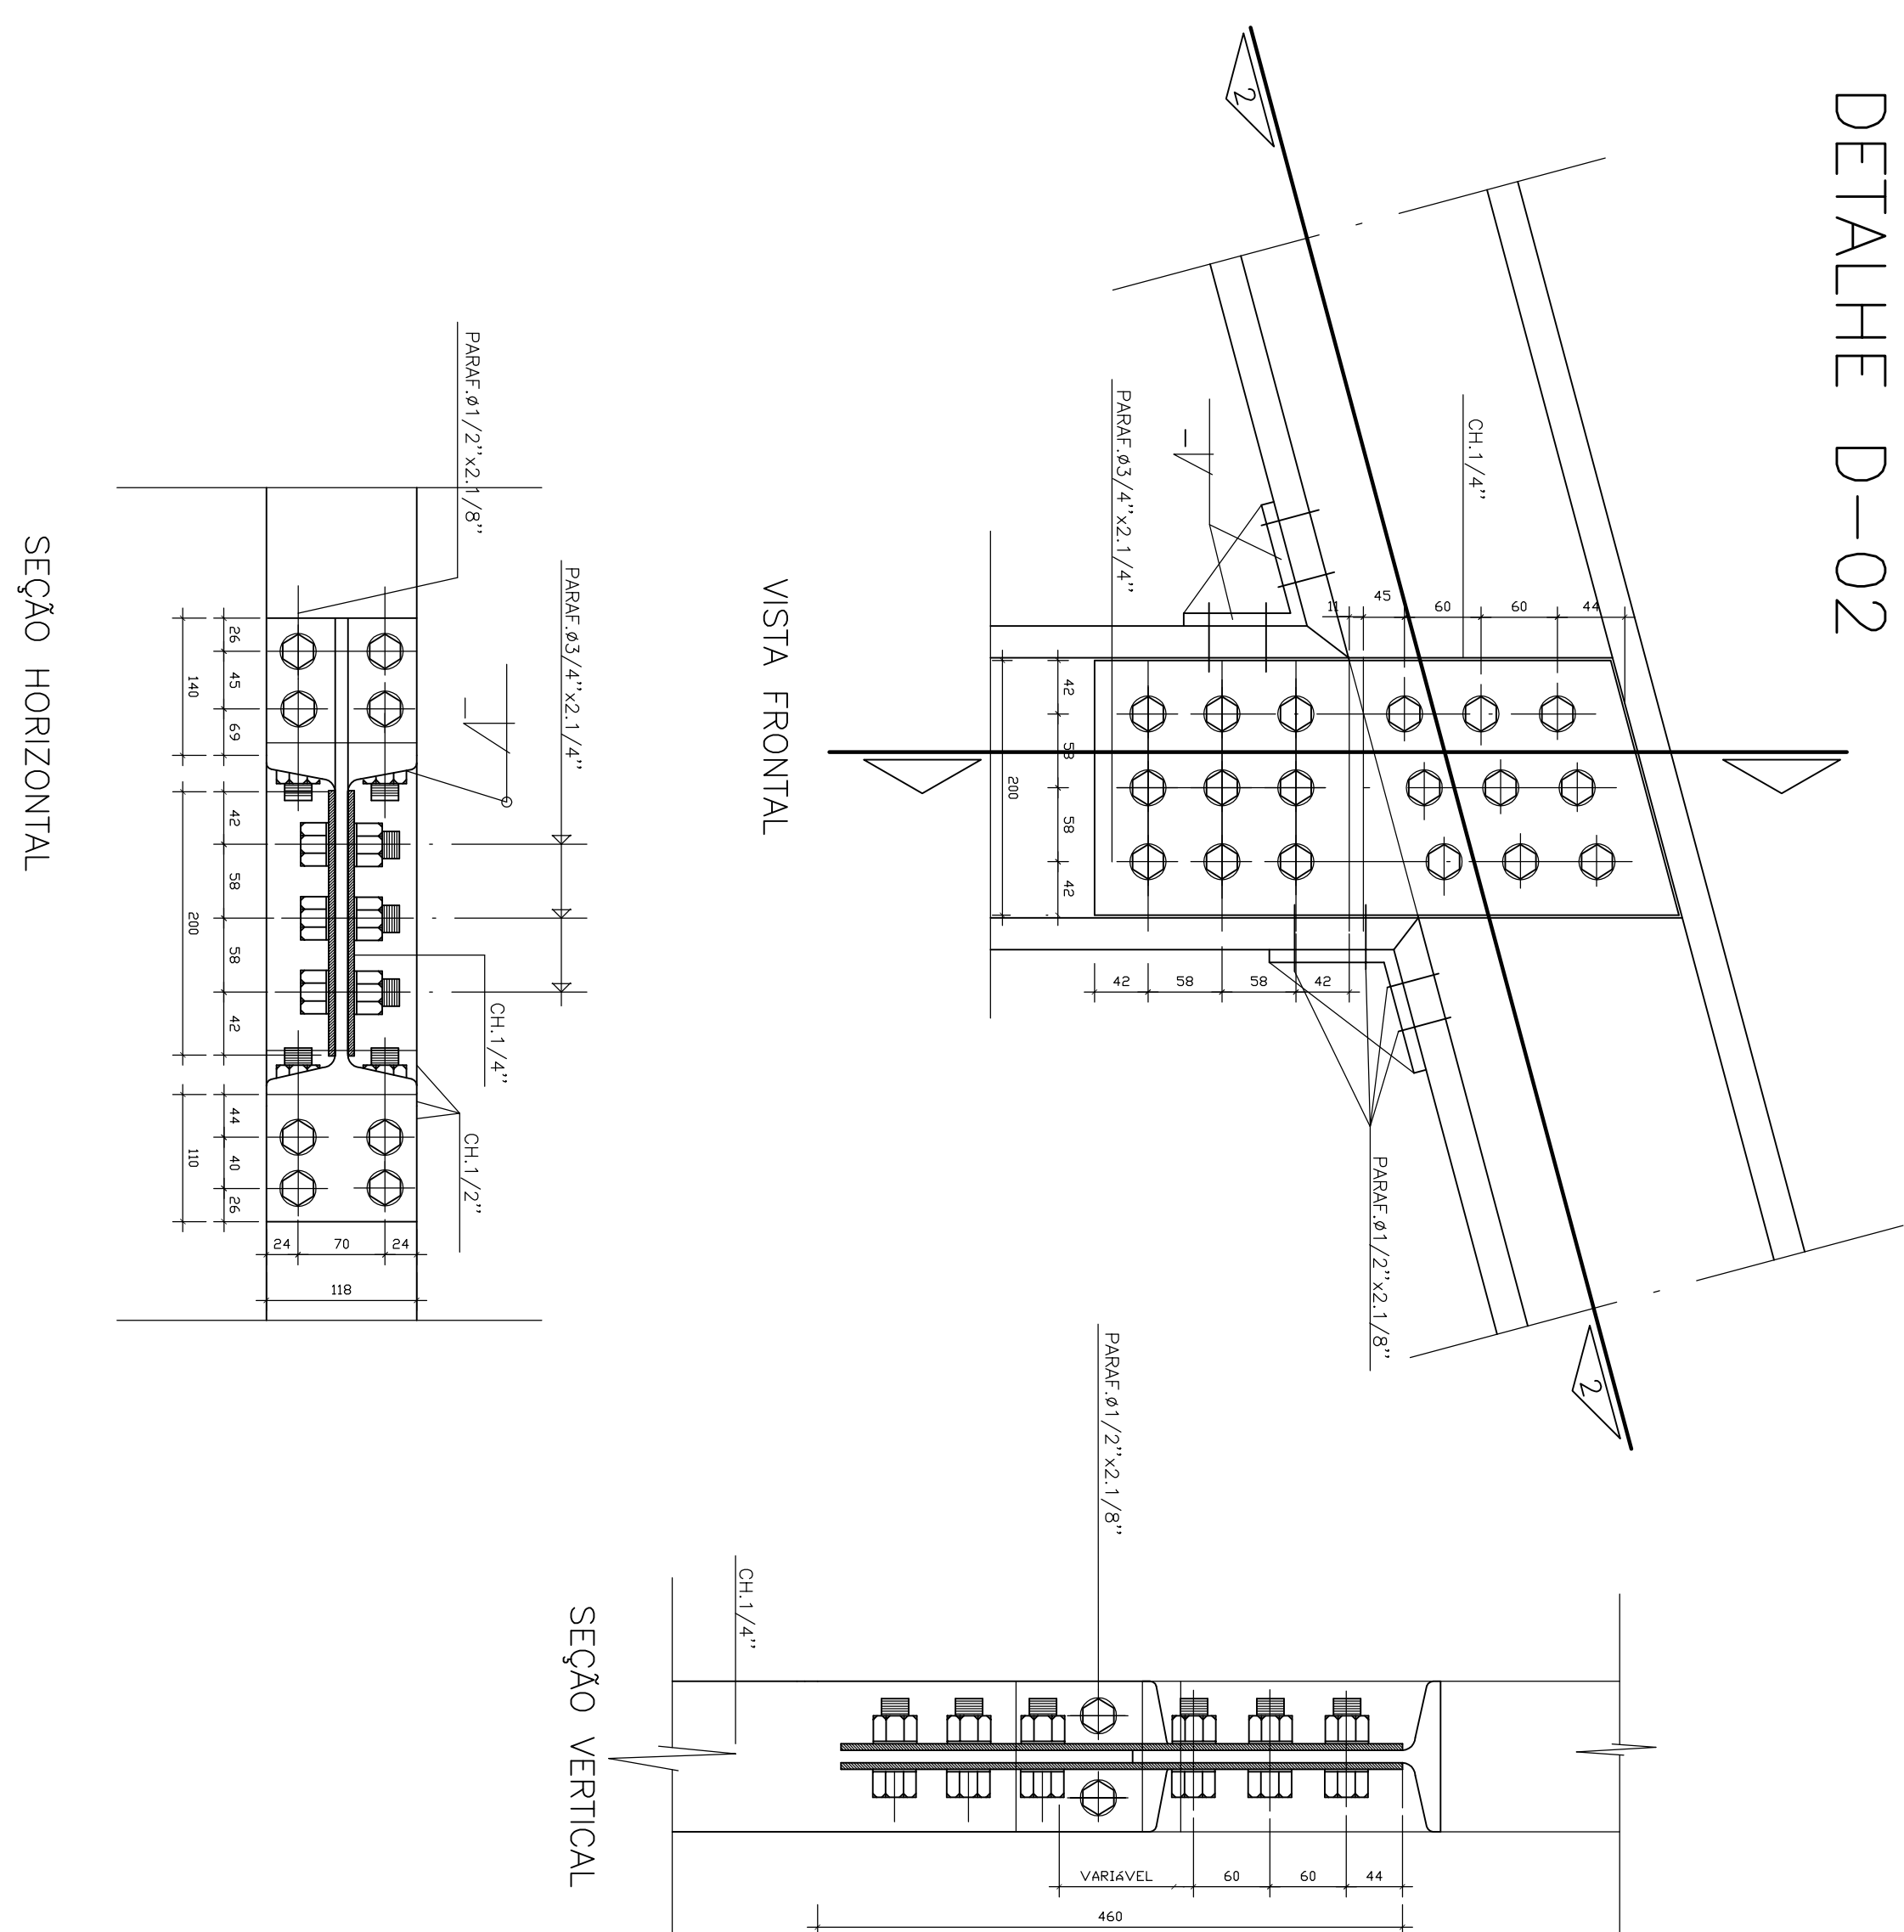 DETALHE D-02
2
CH.1/4''
PARAF.ø3/4''x2.1/4''
11
45
60
60
44
42
58
58
42
200
42
58
58
42
PARAF.ø1/2''x2.1/8''
2
VISTA FRONTAL
PARAF.ø1/2''x2.1/8''
PARAF.ø3/4''x2.1/4''
26
45
69
140
42
58
58
42
200
44
40
26
110
CH.1/4''
CH.1/2''
24
70
24
118
SEÇÃO HORIZONTAL
PARAF.ø1/2''x2.1/8''
CH.1/4''
VARIÁVEL
60
60
44
460
SEÇÃO VERTICAL